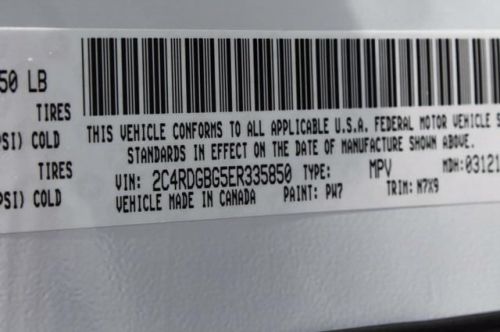 50 LB
TIRES
PSI) COLD
TIRES
PSI) COLD
THIS VEHICLE CONFORMS TO ALL APPLICABLE U.S.A. FEDERAL MOTOR VEHICLE S
STANDARDS IN EFFECT ON THE DATE OF MANUFACTURE SHOWN ABOVE.
VIN: 2C4RDGBG5ER335850 TYPE: MPV MDH: 03121
VEHICLE MADE IN CANADA PAINT: PW7 TRIM: N7X9